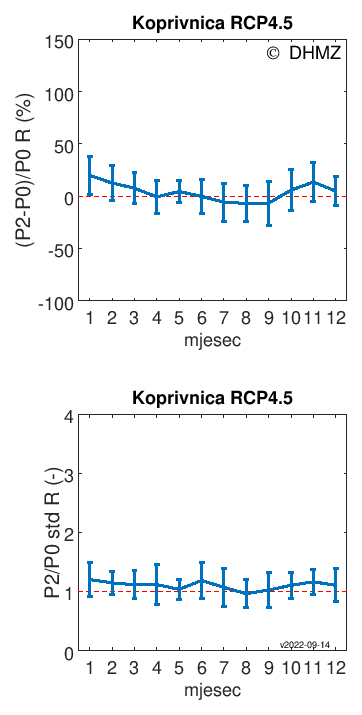 Koprivnica RCP4.5
© DHMZ
(P2-P0)/P0 R (%)
150
100
50
0
-50
-100
1 2 3 4 5 6 7 8 9 10 11 12
mjesec
Koprivnica RCP4.5
P2/P0 std R (-)
4
3
2
1
0
v2022-09-14
1 2 3 4 5 6 7 8 9 10 11 12
mjesec